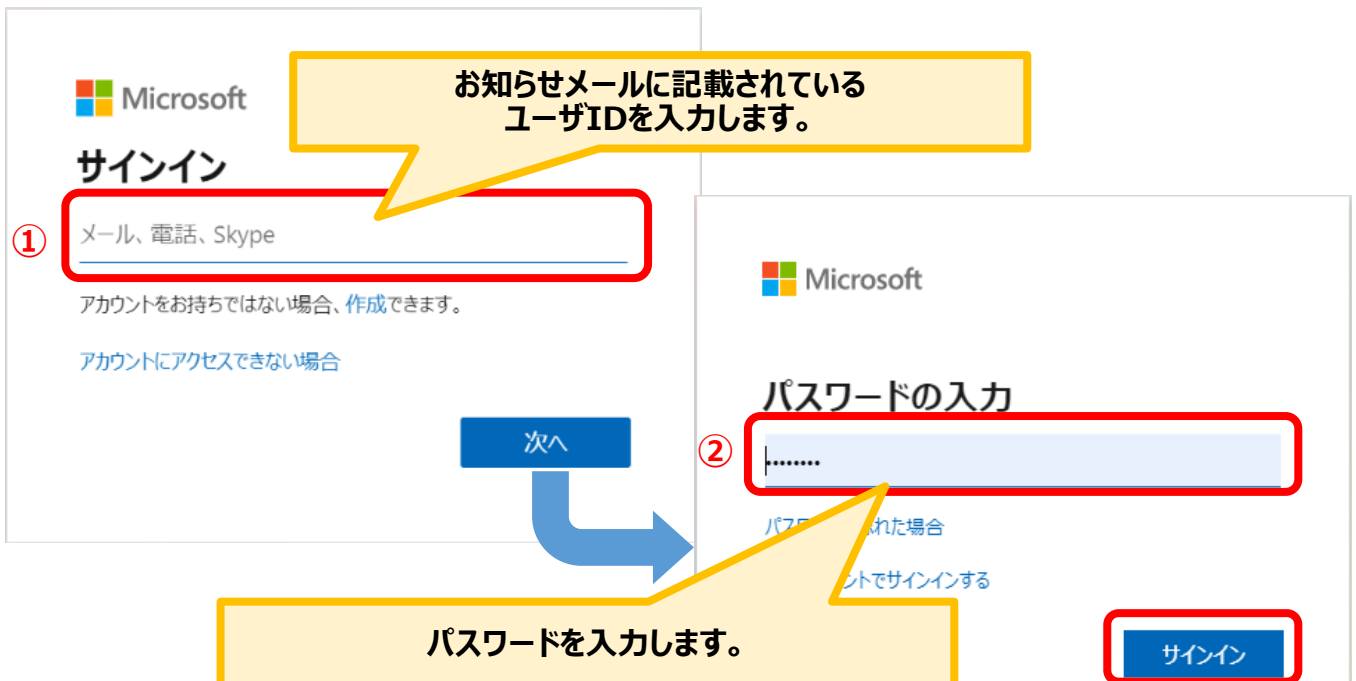 お知らせメールに記載されている
ユーザIDを入力します。
Microsoft
サインイン
①
メール、電話、Skype
アカウントをお持ちではない場合、作成できます。
アカウントにアクセスできない場合
次へ
Microsoft
パスワードの入力
②
........
れた場合
ントでサインインする
パスワードを入力します。
サインイン